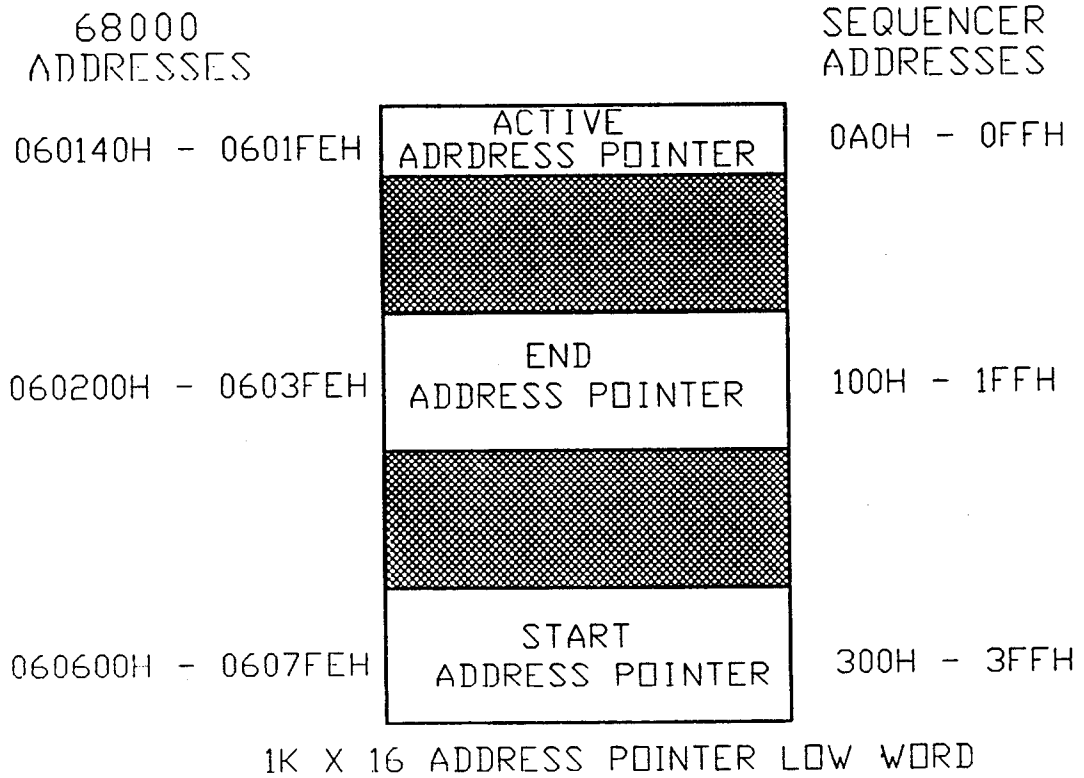 68000
ADDRESSES
SEQUENCER
ADDRESSES
060140H - 0601FEH
ACTIVE
ADRDRESS POINTER
0A0H - 0FFH
060200H - 0603FEH
END
ADDRESS POINTER
100H - 1FFH
060600H - 0607FEH
START
ADDRESS POINTER
300H - 3FFH
1K X 16 ADDRESS POINTER LOW WORD